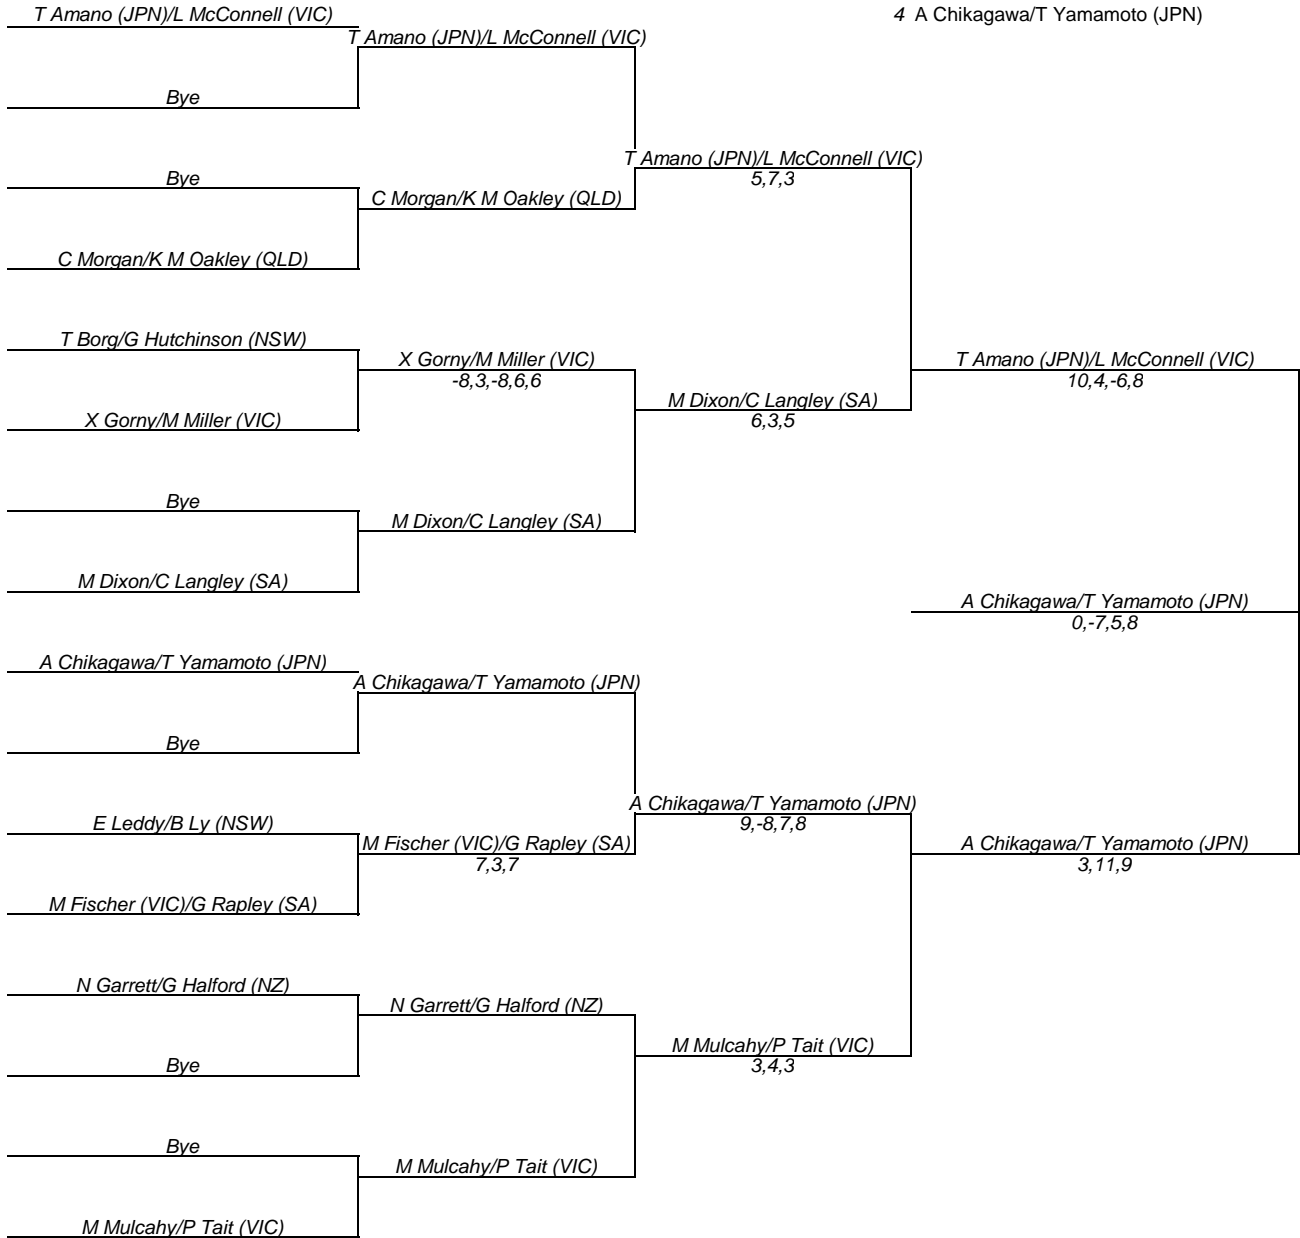 T Amano (JPN)/L McConnell (VIC)
4 A Chikagawa/T Yamamoto (JPN)
T Amano (JPN)/L McConnell (VIC)
Bye
T Amano (JPN)/L McConnell (VIC)
5,7,3
Bye
C Morgan/K M Oakley (QLD)
C Morgan/K M Oakley (QLD)
T Borg/G Hutchinson (NSW)
X Gorny/M Miller (VIC)
-8,3,-8,6,6
T Amano (JPN)/L McConnell (VIC)
10,4,-6,8
M Dixon/C Langley (SA)
6,3,5
X Gorny/M Miller (VIC)
Bye
M Dixon/C Langley (SA)
M Dixon/C Langley (SA)
A Chikagawa/T Yamamoto (JPN)
0,-7,5,8
A Chikagawa/T Yamamoto (JPN)
A Chikagawa/T Yamamoto (JPN)
Bye
A Chikagawa/T Yamamoto (JPN)
9,-8,7,8
E Leddy/B Ly (NSW)
M Fischer (VIC)/G Rapley (SA)
7,3,7
A Chikagawa/T Yamamoto (JPN)
3,11,9
M Fischer (VIC)/G Rapley (SA)
N Garrett/G Halford (NZ)
N Garrett/G Halford (NZ)
M Mulcahy/P Tait (VIC)
3,4,3
Bye
Bye
M Mulcahy/P Tait (VIC)
M Mulcahy/P Tait (VIC)